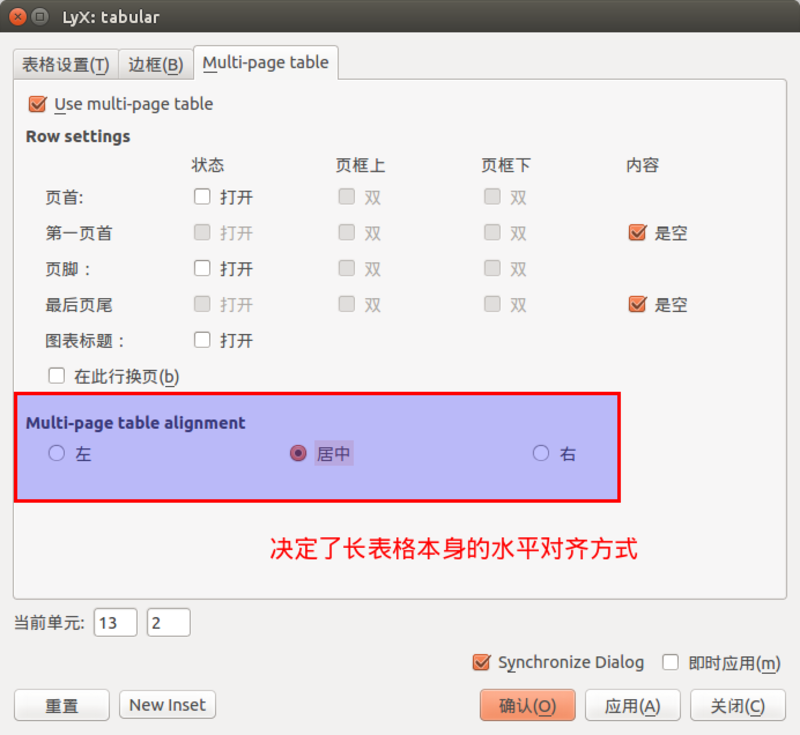 LyX: tabular
表格设置(T) 边框(B) Multi-page table
Use multi-page table
Row settings
状态 页框上 页框下 内容
页首: 打开 双 双
第一页首 打开 双 双 是空
页脚： 打开 双 双
最后页尾 打开 双 双 是空
图表标题： 打开
在此行换页(b)
Multi-page table alignment
左 居中 右
决定了长表格本身的水平对齐方式
当前单元: 13 2
Synchronize Dialog 即时应用(m)
重置 New Inset 确认(O) 应用(A) 关闭(C)